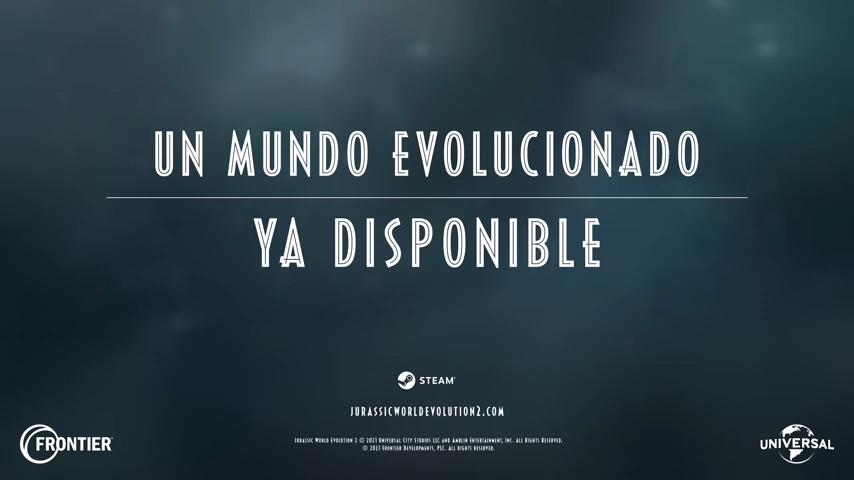 UN MUNDO EVOLUCIONADO
YA DISPONIBLE
STEAM
JURASSICWORLDEVOLUTION2.COM
FRONTIER
JURASSIC WORLD EVOLUTION 2 © 2021 UNIVERSAL CITY STUDIOS LLC AND AMBLIN ENTERTAINMENT, INC. ALL RIGHTS RESERVED.
© 2021 FRONTIER DEVELOPMENTS, PLC. ALL RIGHTS RESERVED.
UNIVERSAL